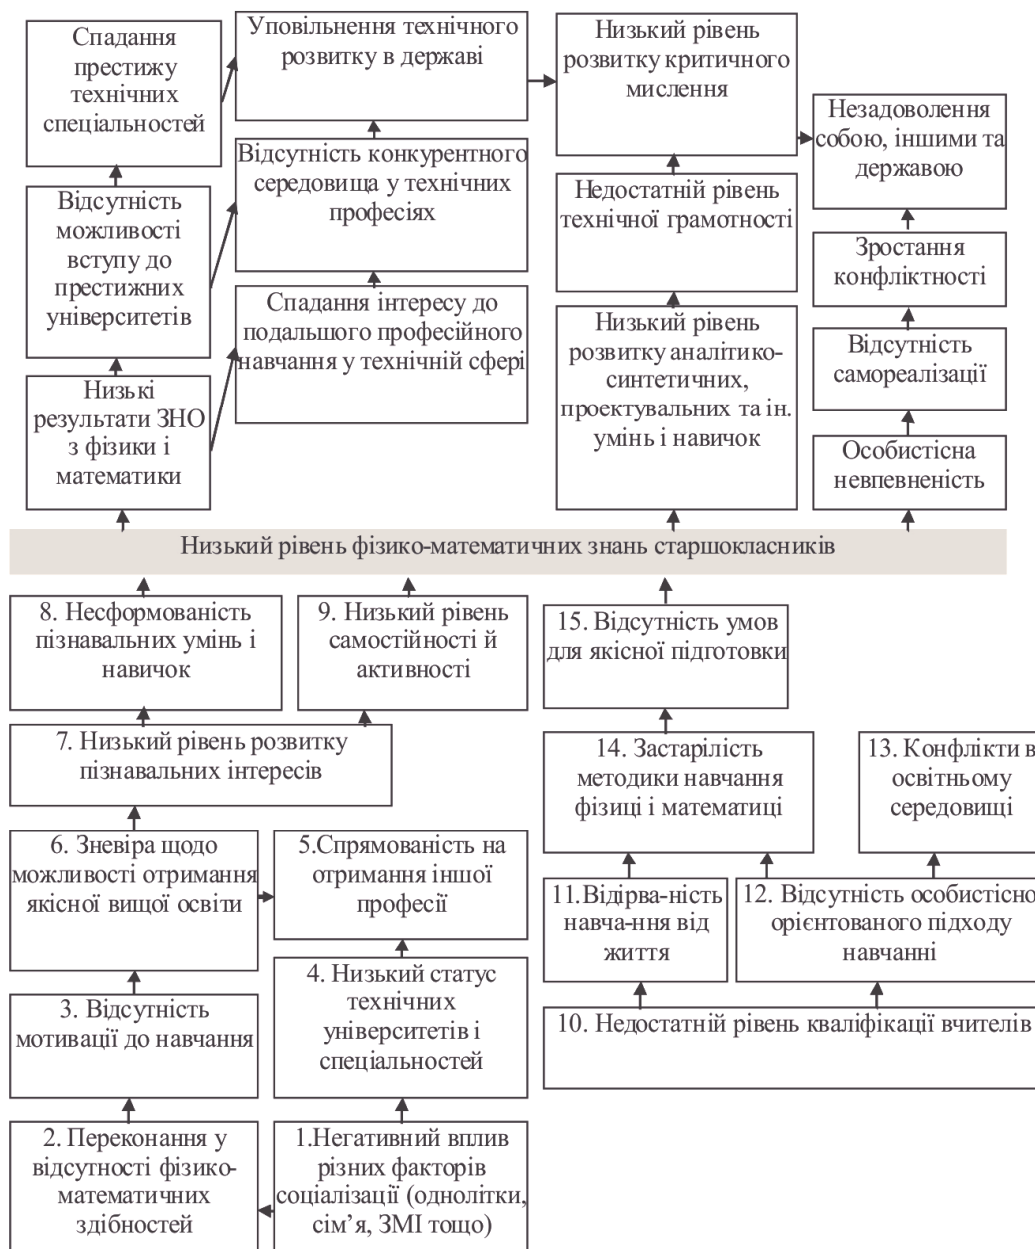 Спадання
престижу
технічних
спеціальностей
Уповільнення технічного
розвитку в державі
Низький рівень
розвитку критичного
мислення
Незадоволення
собою, іншими та
державою
Відсутність
можливості
вступу до
престижних
університетів
Відсутність конкурентного
середовища у технічних
професіях
Недостатній рівень
технічної грамотності
Зростання
конфліктності
Спадання інтересу до
подальшого професійного
навчання у технічній сфері
Низький рівень
розвитку аналітико-
синтетичних,
проектувальних та ін.
умінь і навичок
Відсутність
самореалізації
Низькі
результати ЗНО
з фізики і
математики
Особистісна
невпевненість
Низький рівень фізико-математичних знань старшокласників
8. Несформованість
пізнавальних умінь і
навичок
9. Низький рівень
самостійності й
активності
15. Відсутність умов
для якісної підготовки
7. Низький рівень розвитку
пізнавальних інтересів
14. Застарілість
методики навчання
фізиці і математиці
13. Конфлікти в
освітньому
середовищі
6. Зневіра щодо
можливості отримання
якісної вищої освіти
5.Спрямованість на
отримання іншої
професії
11.Відірва-ність
навча-ння від
життя
12. Відсутність особистісно
орієнтованого підходу
навчанні
3. Відсутність
мотивації до навчання
4. Низький статус
технічних
університетів і
спеціальностей
10. Недостатній рівень кваліфікації вчителів
2. Переконання у
відсутності фізико-
математичних
здібностей
1.Негативний вплив
різних факторів
соціалізації (однолітки,
сім’я, ЗМІ тощо)